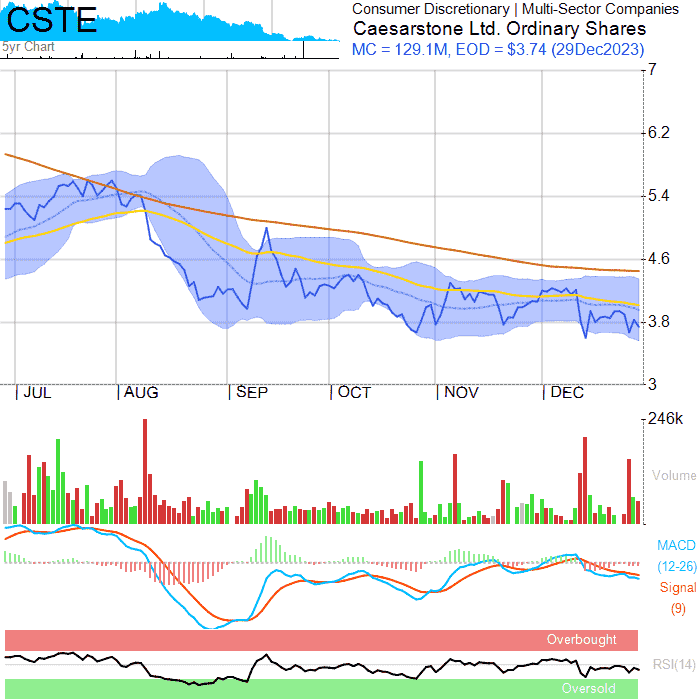 CSTE
5yr Chart
Consumer Discretionary | Multi-Sector Companies
Caesarstone Ltd. Ordinary Shares
MC = 129.1M, EOD = $3.74 (29Dec2023)
7
6.2
5.4
4.6
3.8
3
JUL AUG SEP OCT NOV DEC
246k
Volume
MACD
(12-26)
Signal
(9)
Overbought
RSI(14)
Oversold